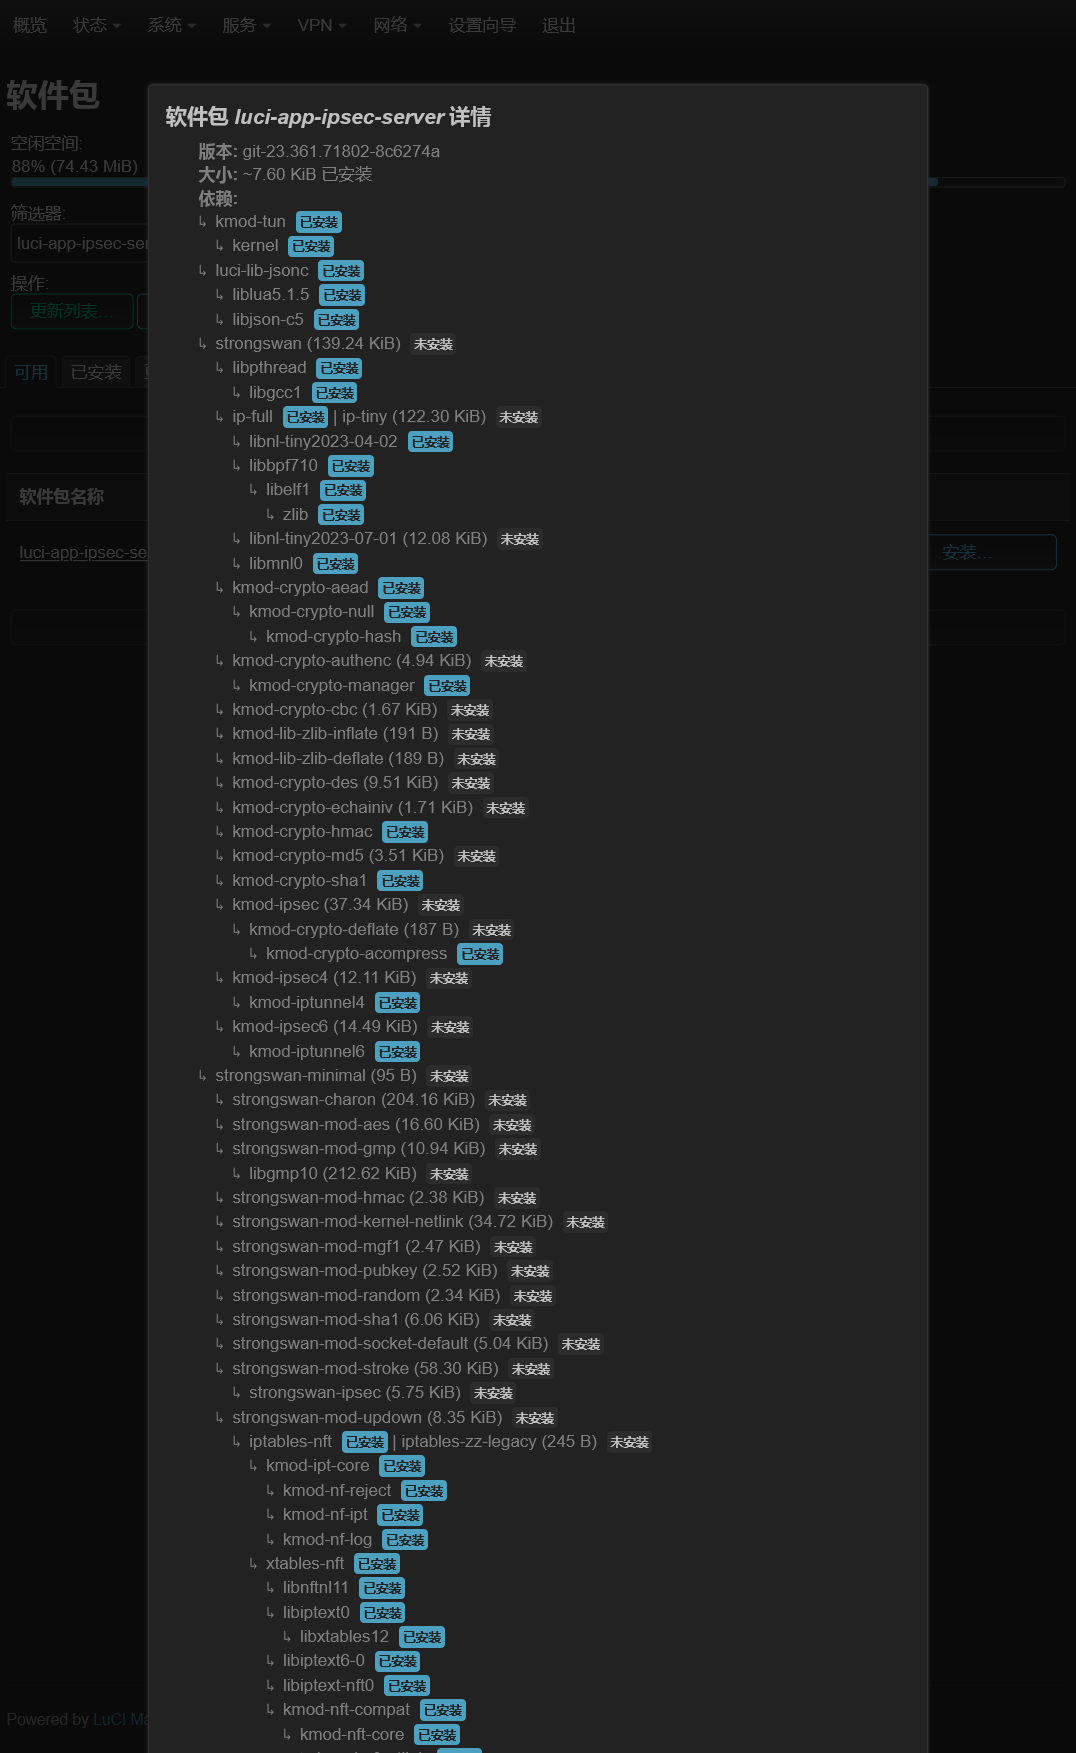 概览 状态 系统 服务 VPN 网络 设置向导 退出
软件包
空闲空间:
88% (74.43 MiB)
筛选器:
luci-app-ipsec-ser
操作:
更新列表...
可用 已安装
软件包名称
luci-app-ipsec-se
安装...
软件包 luci-app-ipsec-server 详情
版本: git-23.361.71802-8c6274a
大小: ~7.60 KiB 已安装
依赖:
↳ kmod-tun 已安装
↳ kernel 已安装
↳ luci-lib-jsonc 已安装
↳ liblua5.1.5 已安装
↳ libjson-c5 已安装
↳ strongswan (139.24 KiB) 未安装
↳ libpthread 已安装
↳ libgcc1 已安装
↳ ip-full 已安装 | ip-tiny (122.30 KiB) 未安装
↳ libnl-tiny2023-04-02 已安装
↳ libbpf710 已安装
↳ libelf1 已安装
↳ zlib 已安装
↳ libnl-tiny2023-07-01 (12.08 KiB) 未安装
↳ libmnl0 已安装
↳ kmod-crypto-aead 已安装
↳ kmod-crypto-null 已安装
↳ kmod-crypto-hash 已安装
↳ kmod-crypto-authenc (4.94 KiB) 未安装
↳ kmod-crypto-manager 已安装
↳ kmod-crypto-cbc (1.67 KiB) 未安装
↳ kmod-lib-zlib-inflate (191 B) 未安装
↳ kmod-lib-zlib-deflate (189 B) 未安装
↳ kmod-crypto-des (9.51 KiB) 未安装
↳ kmod-crypto-echainiv (1.71 KiB) 未安装
↳ kmod-crypto-hmac 已安装
↳ kmod-crypto-md5 (3.51 KiB) 未安装
↳ kmod-crypto-sha1 已安装
↳ kmod-ipsec (37.34 KiB) 未安装
↳ kmod-crypto-deflate (187 B) 未安装
↳ kmod-crypto-acompress 已安装
↳ kmod-ipsec4 (12.11 KiB) 未安装
↳ kmod-iptunnel4 已安装
↳ kmod-ipsec6 (14.49 KiB) 未安装
↳ kmod-iptunnel6 已安装
↳ strongswan-minimal (95 B) 未安装
↳ strongswan-charon (204.16 KiB) 未安装
↳ strongswan-mod-aes (16.60 KiB) 未安装
↳ strongswan-mod-gmp (10.94 KiB) 未安装
↳ libgmp10 (212.62 KiB) 未安装
↳ strongswan-mod-hmac (2.38 KiB) 未安装
↳ strongswan-mod-kernel-netlink (34.72 KiB) 未安装
↳ strongswan-mod-mgf1 (2.47 KiB) 未安装
↳ strongswan-mod-pubkey (2.52 KiB) 未安装
↳ strongswan-mod-random (2.34 KiB) 未安装
↳ strongswan-mod-sha1 (6.06 KiB) 未安装
↳ strongswan-mod-socket-default (5.04 KiB) 未安装
↳ strongswan-mod-stroke (58.30 KiB) 未安装
↳ strongswan-ipsec (5.75 KiB) 未安装
↳ strongswan-mod-updown (8.35 KiB) 未安装
↳ iptables-nft 已安装 | iptables-zz-legacy (245 B) 未安装
↳ kmod-ipt-core 已安装
↳ kmod-nf-reject 已安装
↳ kmod-nf-ipt 已安装
↳ kmod-nf-log 已安装
↳ xtables-nft 已安装
↳ libnftnl11 已安装
↳ libiptext0 已安装
↳ libxtables12 已安装
↳ libiptext6-0 已安装
↳ libiptext-nft0 已安装
↳ kmod-nft-compat 已安装
↳ kmod-nft-core 已安装
Powered by LuCI Ma